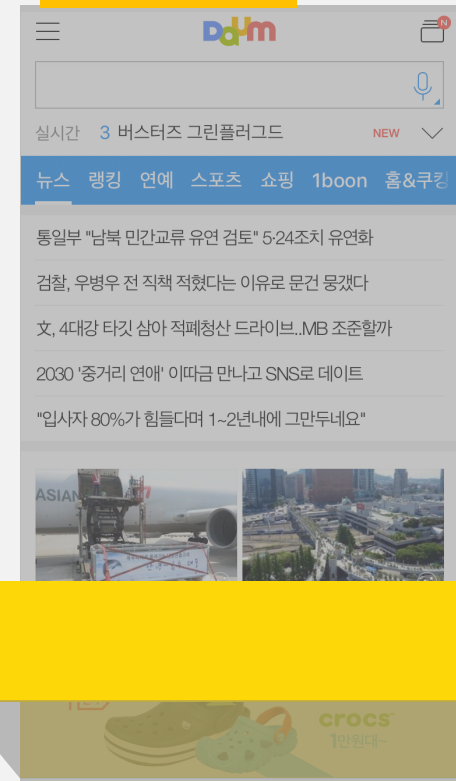 Daum
N
실시간 3 버스터즈 그린플러그드 NEW
뉴스 랭킹 연예 스포츠 쇼핑 1boon 홈&쿠킹
통일부 "남북 민간교류 유연 검토" 5·24조치 유연화
검찰, 우병우 전 직책 적혔다는 이유로 문건 뭉갰다
文, 4대강 타깃 삼아 적폐청산 드라이브..MB 조준할까
2030 '중거리 연애' 이따금 만나고 SNS로 데이트
"입사자 80%가 힘들다며 1~2년내에 그만두네요"
ASIAN
crocs
1만원대~